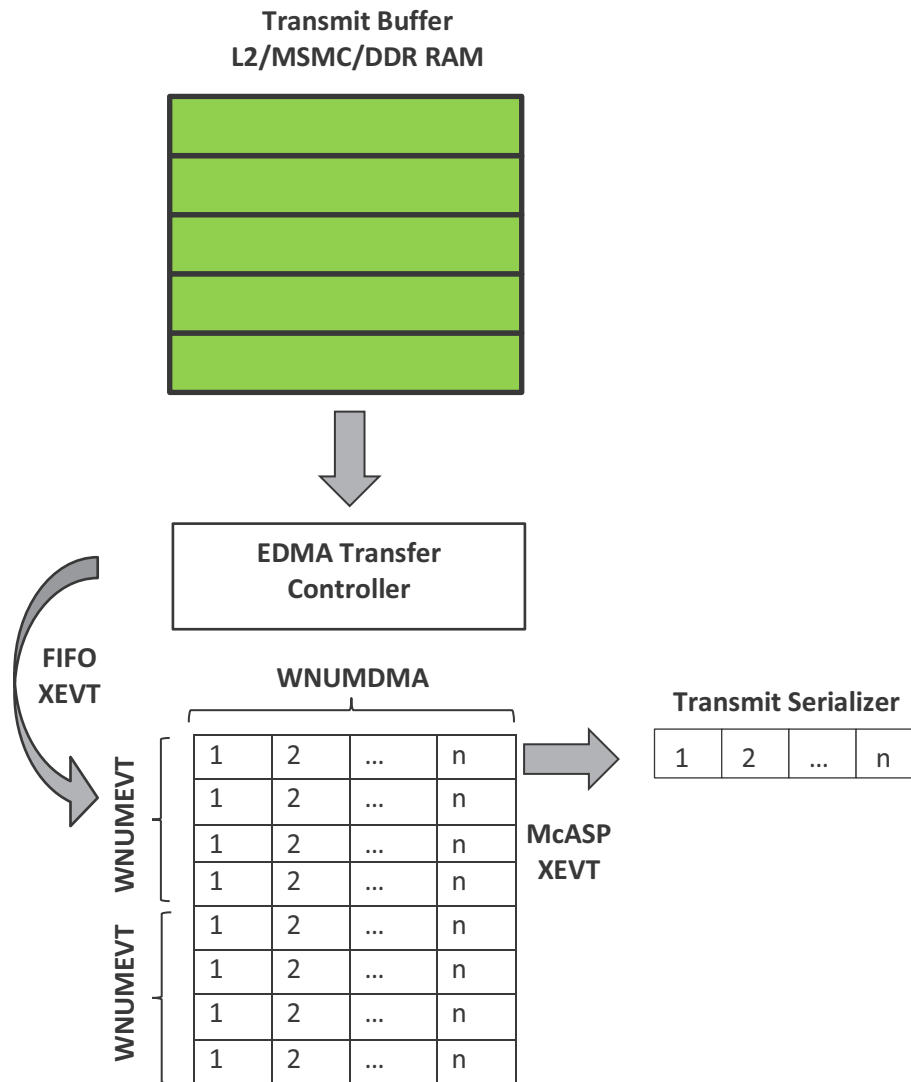 Transmit Buffer
L2/MSMC/DDR RAM
EDMA Transfer
Controller
FIFO
XEVT
WNUMDMA
Transmit Serializer
1 2 ... n
WNUMEVT
WNUMEVT
1 2 ... n
1 2 ... n
1 2 ... n
1 2 ... n
1 2 ... n
1 2 ... n
1 2 ... n
1 2 ... n
McASP
XEVT